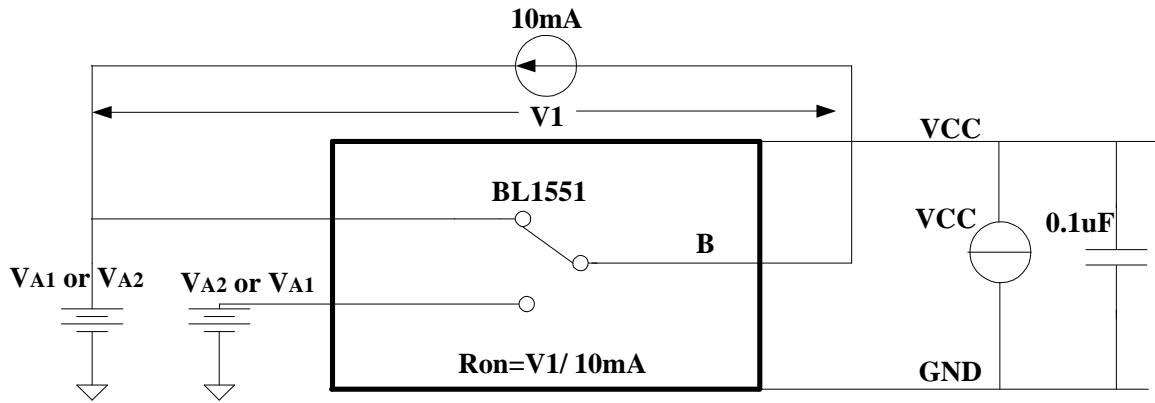 10mA
V1
VCC
BL1551
VCC
0.1uF
B
VA1 or VA2
VA2 or VA1
Ron=V1/ 10mA
GND